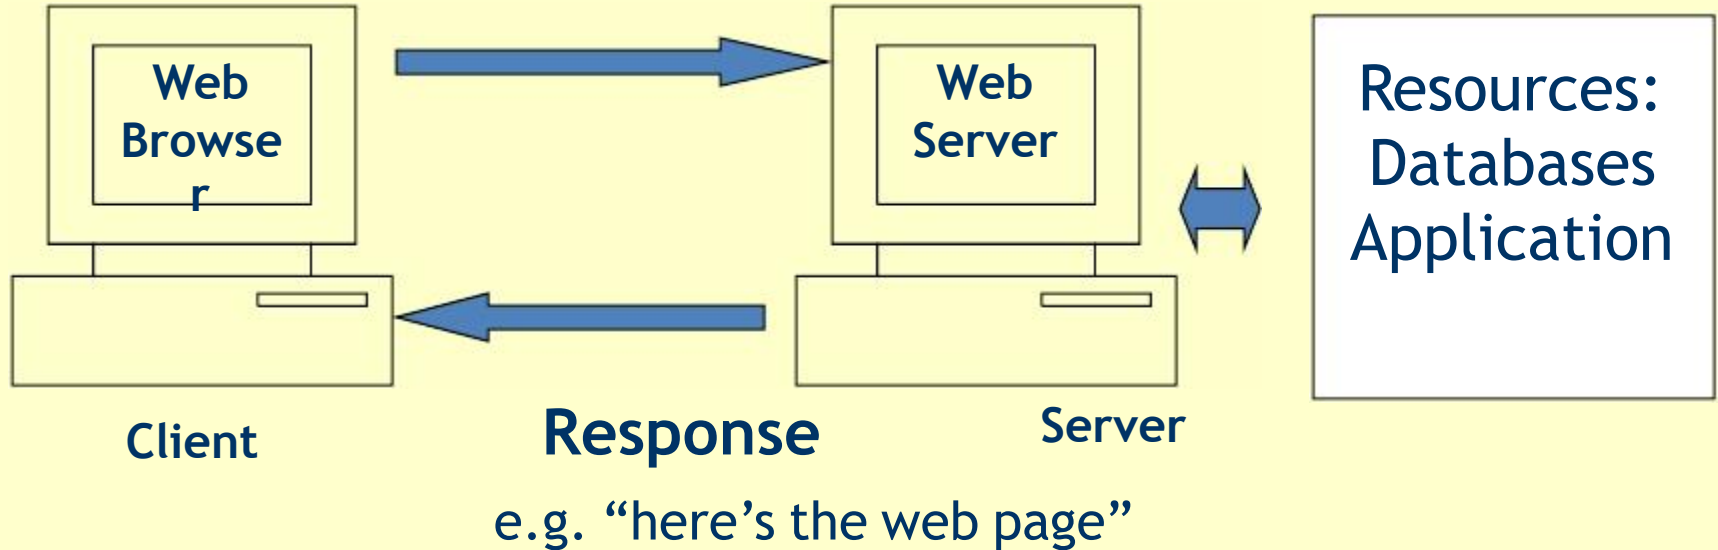 Web
Browse
r
Web
Server
Resources:
Databases
Application
Client
Response
Server
e.g. “here’s the web page”